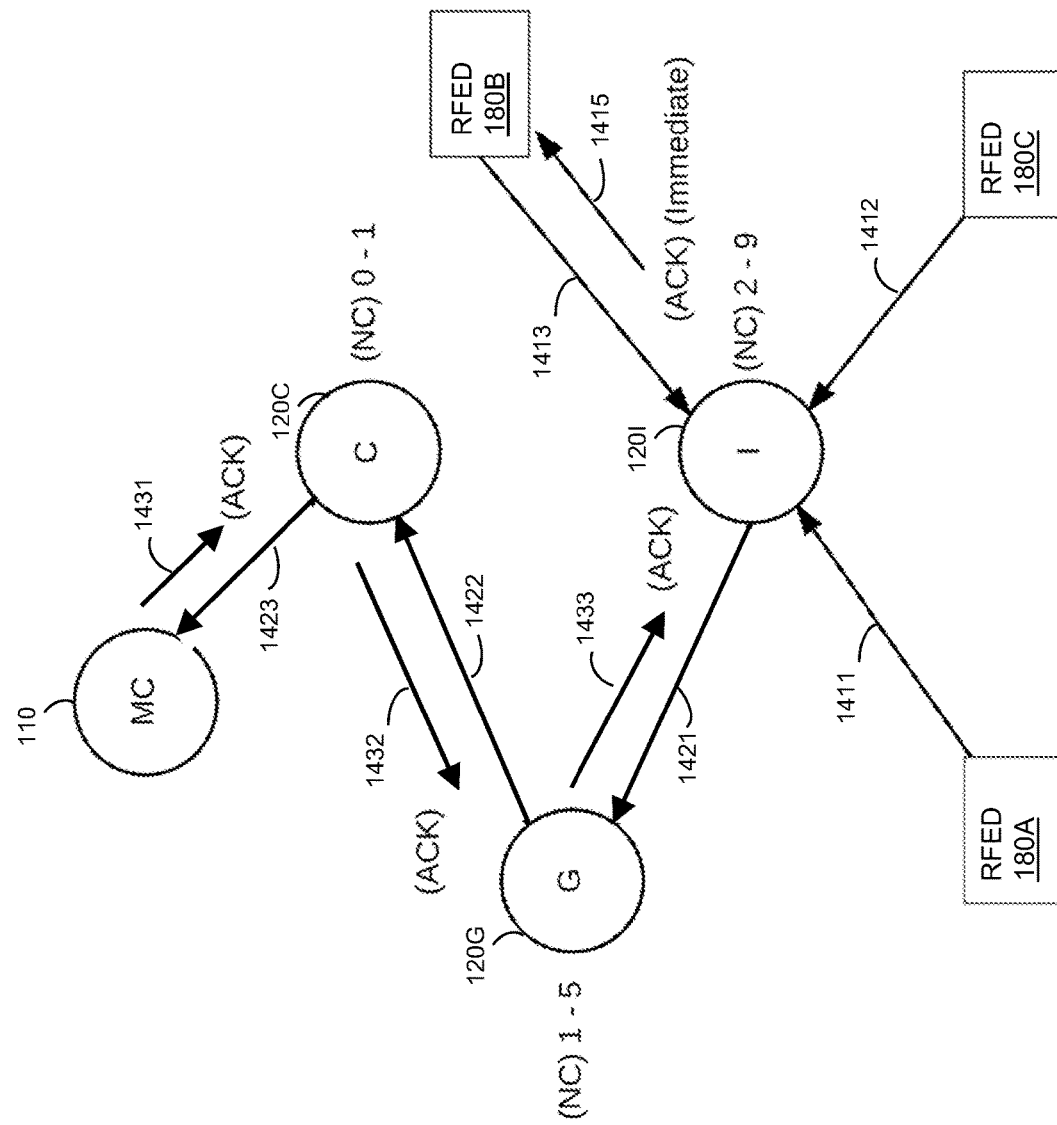 110
MC
1431
(ACK)
1423
120C
C
(NC) 0 - 1
RFED
180B
1432
(ACK)
1422
1413
1415
(ACK) (Immediate)
120G
G
(NC) 1 - 5
1433
(ACK)
1421
120I
I
(NC) 2 - 9
1412
1411
RFED
180A
RFED
180C